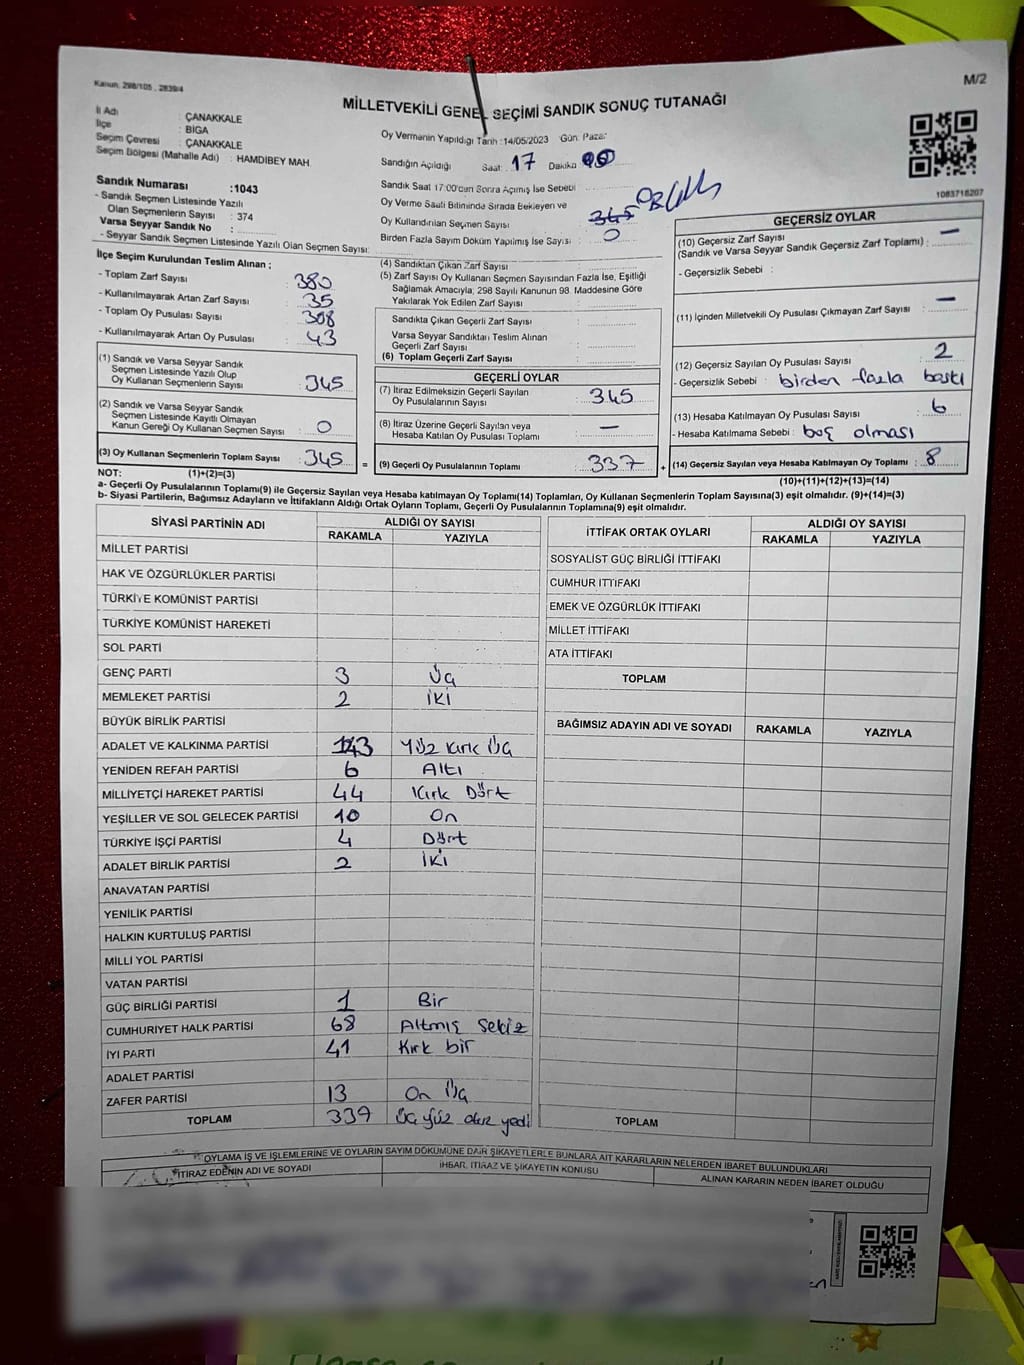 Kanun, 298/105 , 2839/4
M/2
MİLLETVEKİLİ GENEL SEÇİMİ SANDIK SONUÇ TUTANAĞI
İl Adı : ÇANAKKALE
İlçe : BİGA
Seçim Çevresi : ÇANAKKALE
Seçim Bölgesi (Mahalle Adı) : HAMDİBEY MAH.
Sandık Numarası :1043
- Sandık Seçmen Listesinde Yazılı
Olan Seçmenlerin Sayısı : 374
Varsa Seyyar Sandık No :
- Seyyar Sandık Seçmen Listesinde Yazılı Olan Seçmen Sayısı:
Oy Vermenin Yapıldığı Tarih :14/05/2023 Gün: Pazar
Sandığın Açıldığı Saat: 17 Dakika
Sandık Saat 17:00'dan Sonra Açımış İse Sebebi
Oy Verme Saati Bitiminde Sırada Bekleyen ve
Oy Kullandırılan Seçmen Sayısı : 345
Birden Fazla Sayım Döküm Yapılmış İse Sayısı : 0
1083718207
İlçe Seçim Kurulundan Teslim Alınan ;
- Toplam Zarf Sayısı : 380
- Kullanılmayarak Artan Zarf Sayısı : 35
- Toplam Oy Pusulası Sayısı : 308
- Kullanılmayarak Artan Oy Pusulası : 43
(1) Sandık ve Varsa Seyyar Sandık
Seçmen Listesinde Yazılı Olup
Oy Kullanan Seçmenlerin Sayısı : 345
(2) Sandık ve Varsa Seyyar Sandık
Seçmen Listesinde Kayıtlı Olmayan
Kanun Gereği Oy Kullanan Seçmen Sayısı : 0
(3) Oy Kullanan Seçmenlerin Toplam Sayısı : 345
(4) Sandıktan Çıkan Zarf Sayısı :
(5) Zarf Sayısı Oy Kullanan Seçmen Sayısından Fazla İse, Eşitliği
Sağlamak Amacıyla; 298 Sayılı Kanunun 98. Maddesine Göre
Yakılarak Yok Edilen Zarf Sayısı :
Sandıkta Çıkan Geçerli Zarf Sayısı :
Varsa Seyyar Sandıktan Teslim Alınan
Geçerli Zarf Sayısı :
(6) Toplam Geçerli Zarf Sayısı :
GEÇERLİ OYLAR
(7) İtiraz Edilmeksizin Geçerli Sayılan
Oy Pusulalarının Sayısı : 345
(8) İtiraz Üzerine Geçerli Sayılan veya
Hesaba Katılan Oy Pusulası Toplamı : —
(9) Geçerli Oy Pusulalarının Toplamı : 337
GEÇERSİZ OYLAR
(10) Geçersiz Zarf Sayısı
(Sandık ve Varsa Seyyar Sandık Geçersiz Zarf Toplamı) : —
- Geçersizlik Sebebi :
(11) İçinden Milletvekili Oy Pusulası Çıkmayan Zarf Sayısı : —
(12) Geçersiz Sayılan Oy Pusulası Sayısı : 2
- Geçersizlik Sebebi : birden fazla baskı
(13) Hesaba Katılmayan Oy Pusulası Sayısı : 6
- Hesaba Katılmama Sebebi : boş olması
(14) Geçersiz Sayılan veya Hesaba Katılmayan Oy Toplamı : 8
NOT: (1)+(2)=(3)
(10)+(11)+(12)+(13)=(14)
a- Geçerli Oy Pusulalarının Toplamı(9) ile Geçersiz Sayılan veya Hesaba katılmayan Oy Toplamı(14) Toplamları, Oy Kullanan Seçmenlerin Toplam Sayısına(3) eşit olmalıdır. (9)+(14)=(3)
b- Siyasi Partilerin, Bağımsız Adayların ve İttifakların Aldığı Ortak Oyların Toplamı, Geçerli Oy Pusulalarının Toplamına(9) eşit olmalıdır.
SİYASİ PARTİNİN ADI ALDIĞI OY SAYISI
RAKAMLA YAZIYLA
MİLLET PARTİSİ
HAK VE ÖZGÜRLÜKLER PARTİSİ
TÜRKİYE KOMÜNİST PARTİSİ
TÜRKİYE KOMÜNİST HAREKETİ
SOL PARTİ
GENÇ PARTİ 3 Üç
MEMLEKET PARTİSİ 2 İki
BÜYÜK BİRLİK PARTİSİ
ADALET VE KALKINMA PARTİSİ 143 Yüz kırk Üç
YENİDEN REFAH PARTİSİ 6 Altı
MİLLİYETÇİ HAREKET PARTİSİ 44 Kırk Dört
YEŞİLLER VE SOL GELECEK PARTİSİ 10 On
TÜRKİYE İŞÇİ PARTİSİ 4 Dört
ADALET BİRLİK PARTİSİ 2 İki
ANAVATAN PARTİSİ
YENİLİK PARTİSİ
HALKIN KURTULUŞ PARTİSİ
MİLLİ YOL PARTİSİ
VATAN PARTİSİ
GÜÇ BİRLİĞİ PARTİSİ 1 Bir
CUMHURİYET HALK PARTİSİ 68 Altmış Sekiz
İYİ PARTİ 41 Kırk bir
ADALET PARTİSİ
ZAFER PARTİSİ 13 On Üç
TOPLAM 337 Üç yüz otuz yedi
İTTİFAK ORTAK OYLARI ALDIĞI OY SAYISI
RAKAMLA YAZIYLA
SOSYALİST GÜÇ BİRLİĞİ İTTİFAKI
CUMHUR İTTİFAKI
EMEK VE ÖZGÜRLÜK İTTİFAKI
MİLLET İTTİFAKI
ATA İTTİFAKI
TOPLAM
BAĞIMSIZ ADAYIN ADI VE SOYADI RAKAMLA YAZIYLA
TOPLAM
OYLAMA İŞ VE İŞLEMLERİNE VE OYLARIN SAYIM DÖKÜMÜNE DAİR ŞİKAYETLERLE BUNLARA AİT KARARLARIN NELERDEN İBARET BULUNDUKLARI
İTİRAZ EDENİN ADI VE SOYADI
İHBAR, İTİRAZ VE ŞİKAYETİN KONUSU
ALINAN KARARIN NEDEN İBARET OLDUĞU